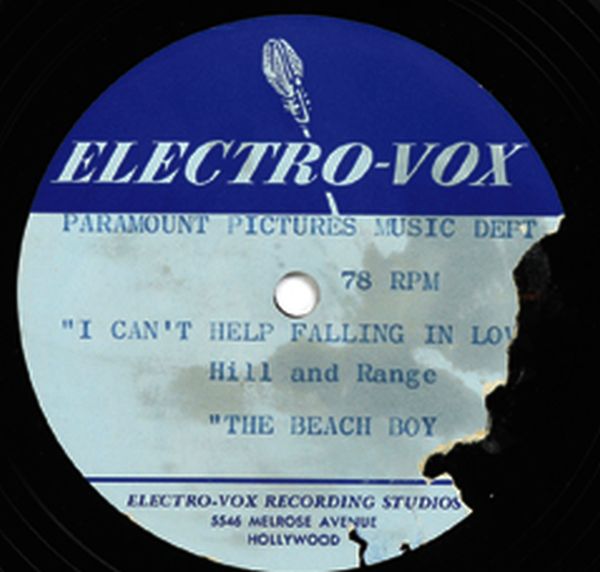 ELECTRO-VOX
PARAMOUNT PICTURES MUSIC DEPT
78 RPM
"I CAN'T HELP FALLING IN LOV
Hill and Range
"THE BEACH BOY
ELECTRO-VOX RECORDING STUDIOS
5546 MELROSE AVENUE
HOLLYWOOD